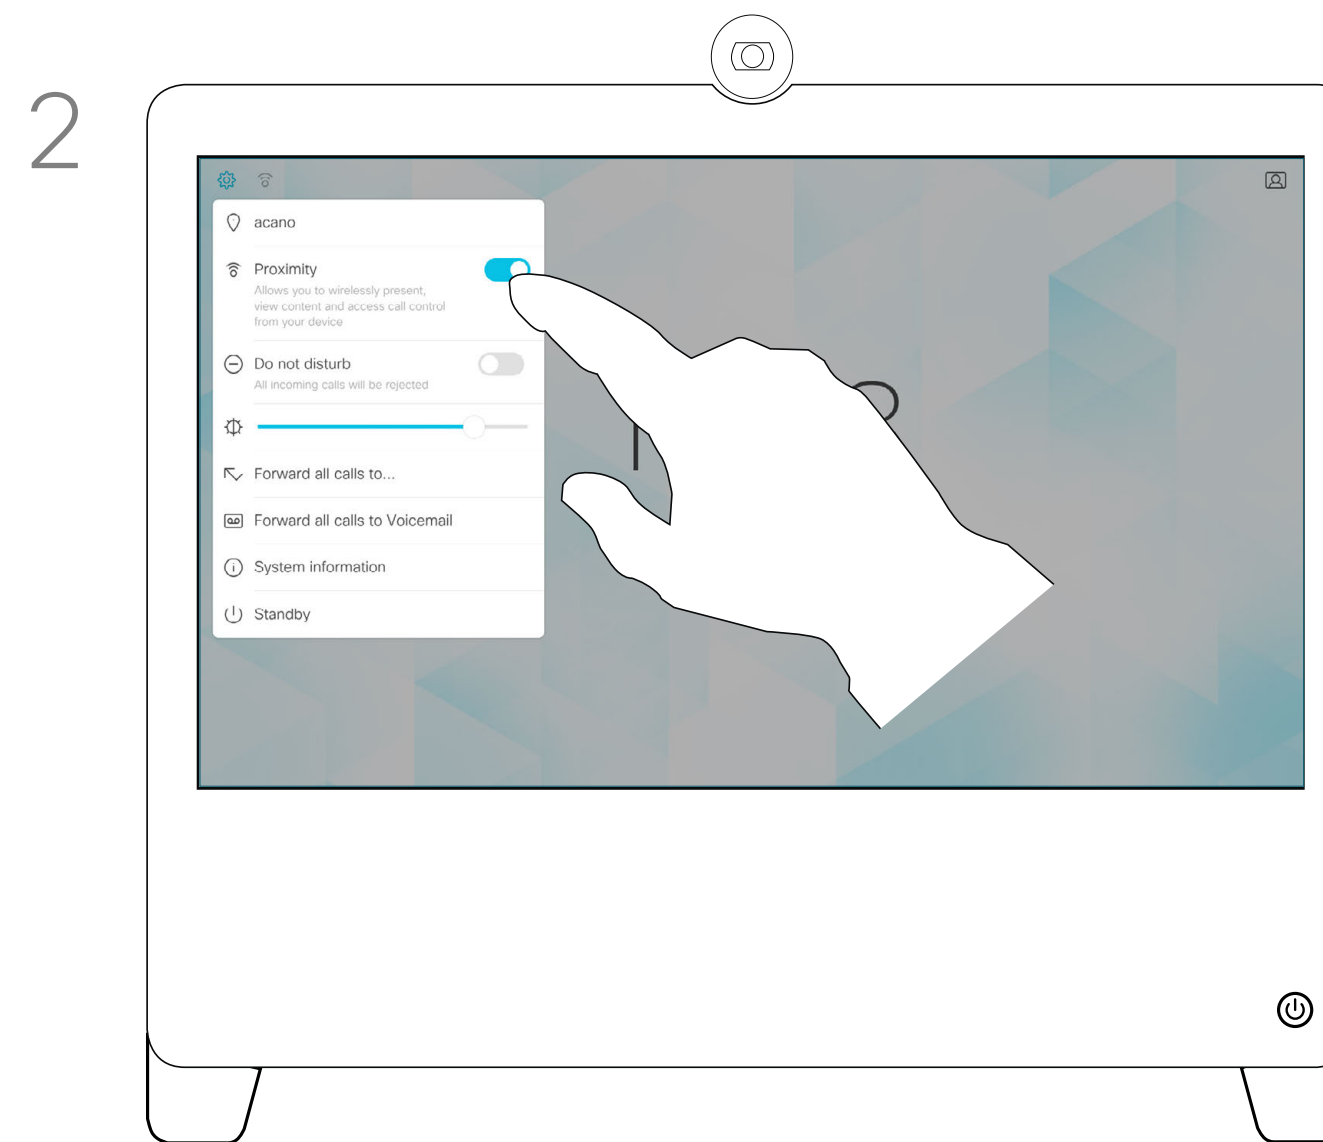 2
acano
Proximity
Allows you to wirelessly present,
view content and access call control
from your device
Do not disturb
All incoming calls will be rejected
Forward all calls to...
Forward all calls to Voicemail
System information
Standby